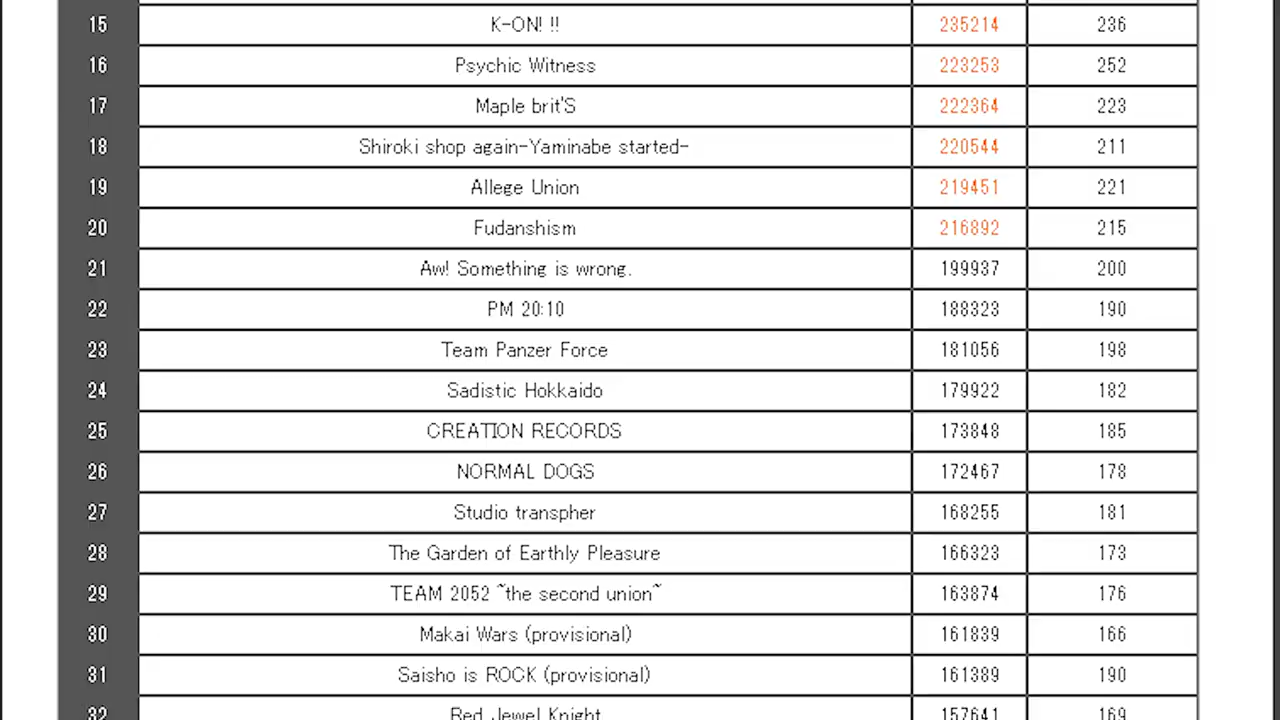 15 K-ON! !! 235214 236
16 Psychic Witness 223253 252
17 Maple brit'S 222364 223
18 Shiroki shop again-Yaminabe started- 220544 211
19 Allege Union 219451 221
20 Fudanshism 216892 215
21 Aw! Something is wrong. 199937 200
22 PM 20:10 188323 190
23 Team Panzer Force 181056 198
24 Sadistic Hokkaido 179922 182
25 CREATION RECORDS 173848 185
26 NORMAL DOGS 172467 178
27 Studio transpher 168255 181
28 The Garden of Earthly Pleasure 166323 173
29 TEAM 2052 ~the second union~ 163874 176
30 Makai Wars (provisional) 161839 166
31 Saisho is ROCK (provisional) 161389 190
32 Red Jewel Knight 157641 169